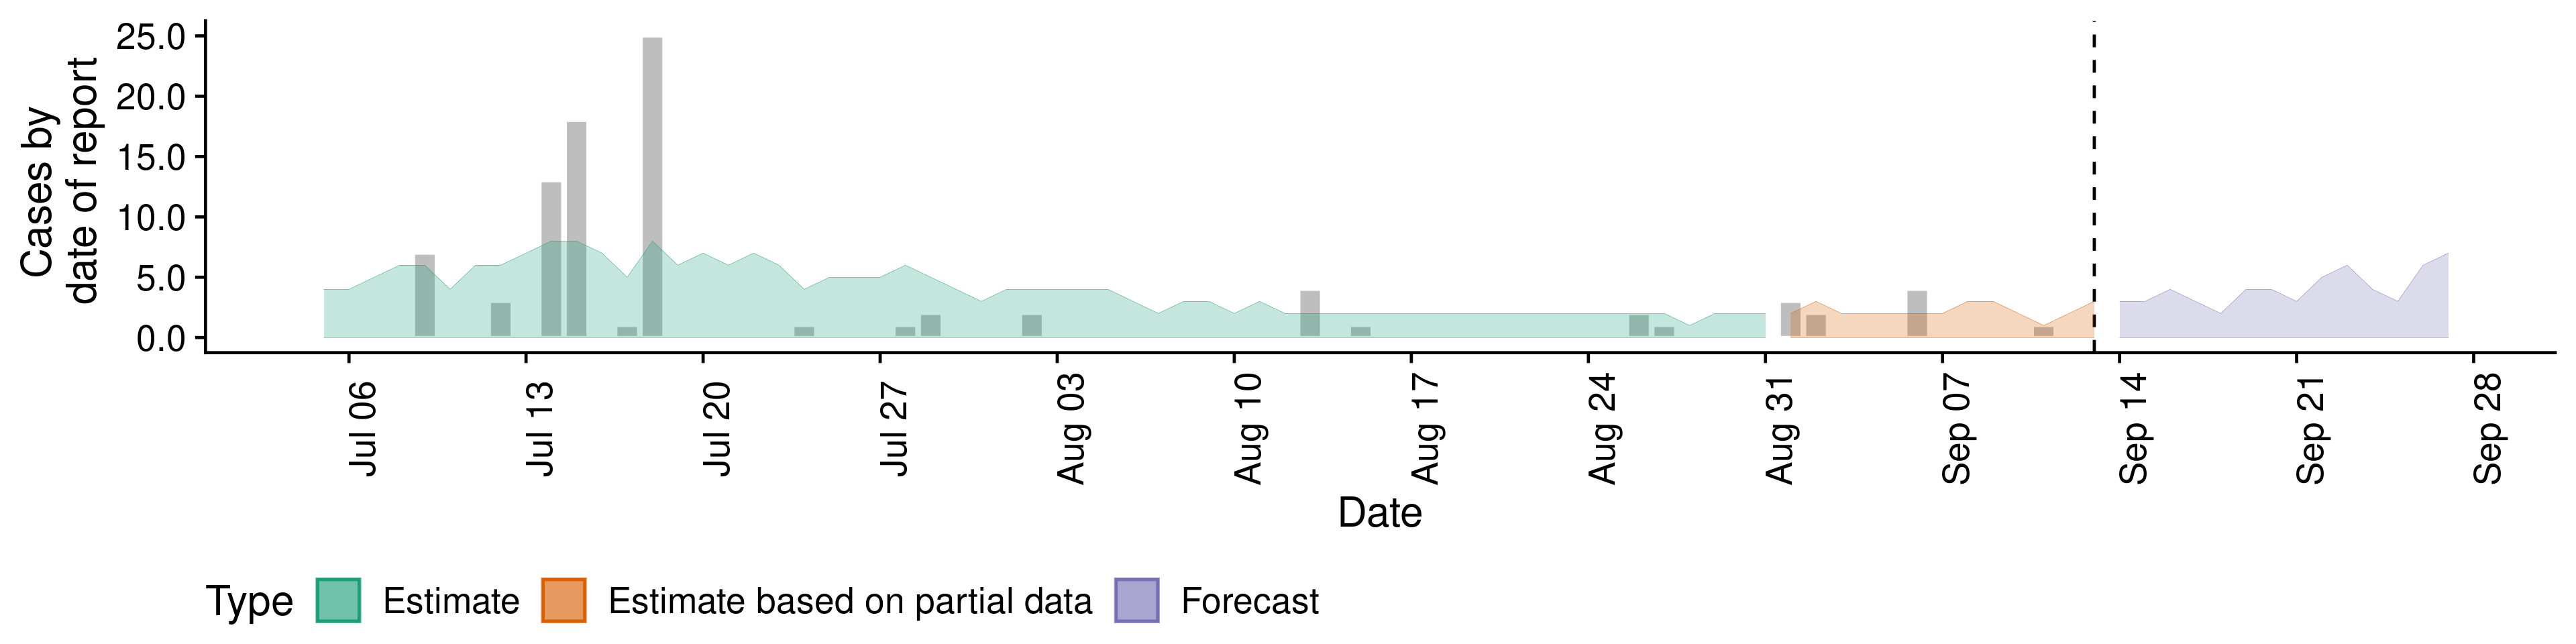 Cases by
date of report
25.0
20.0
15.0
10.0
5.0
0.0
Jul 06
Jul 13
Jul 20
Jul 27
Aug 03
Aug 10
Aug 17
Aug 24
Aug 31
Sep 07
Sep 14
Sep 21
Sep 28
Date
Type Estimate Estimate based on partial data Forecast